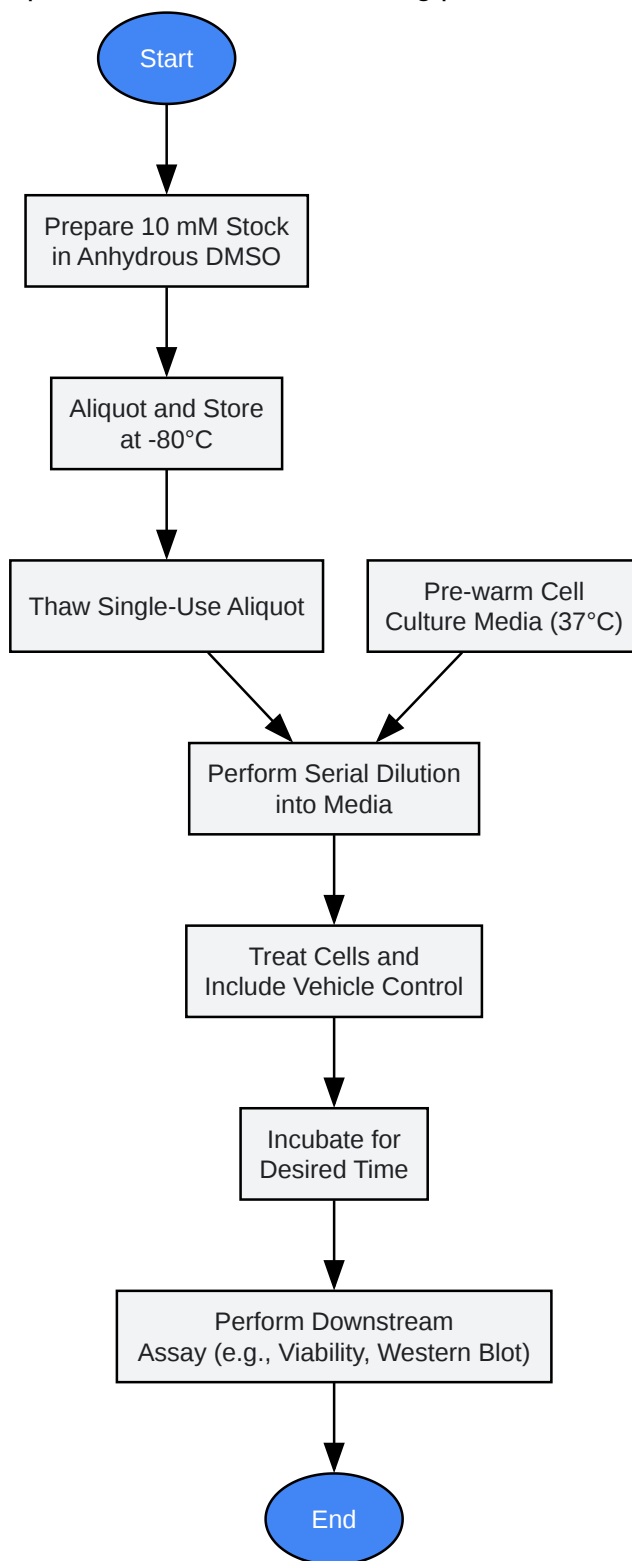 Start
Prepare 10 mM Stock
in Anhydrous DMSO
Aliquot and Store
at -80°C
Thaw Single-Use Aliquot
Pre-warm Cell
Culture Media (37°C)
Perform Serial Dilution
into Media
Treat Cells and
Include Vehicle Control
Incubate for
Desired Time
Perform Downstream
Assay (e.g., Viability, Western Blot)
End